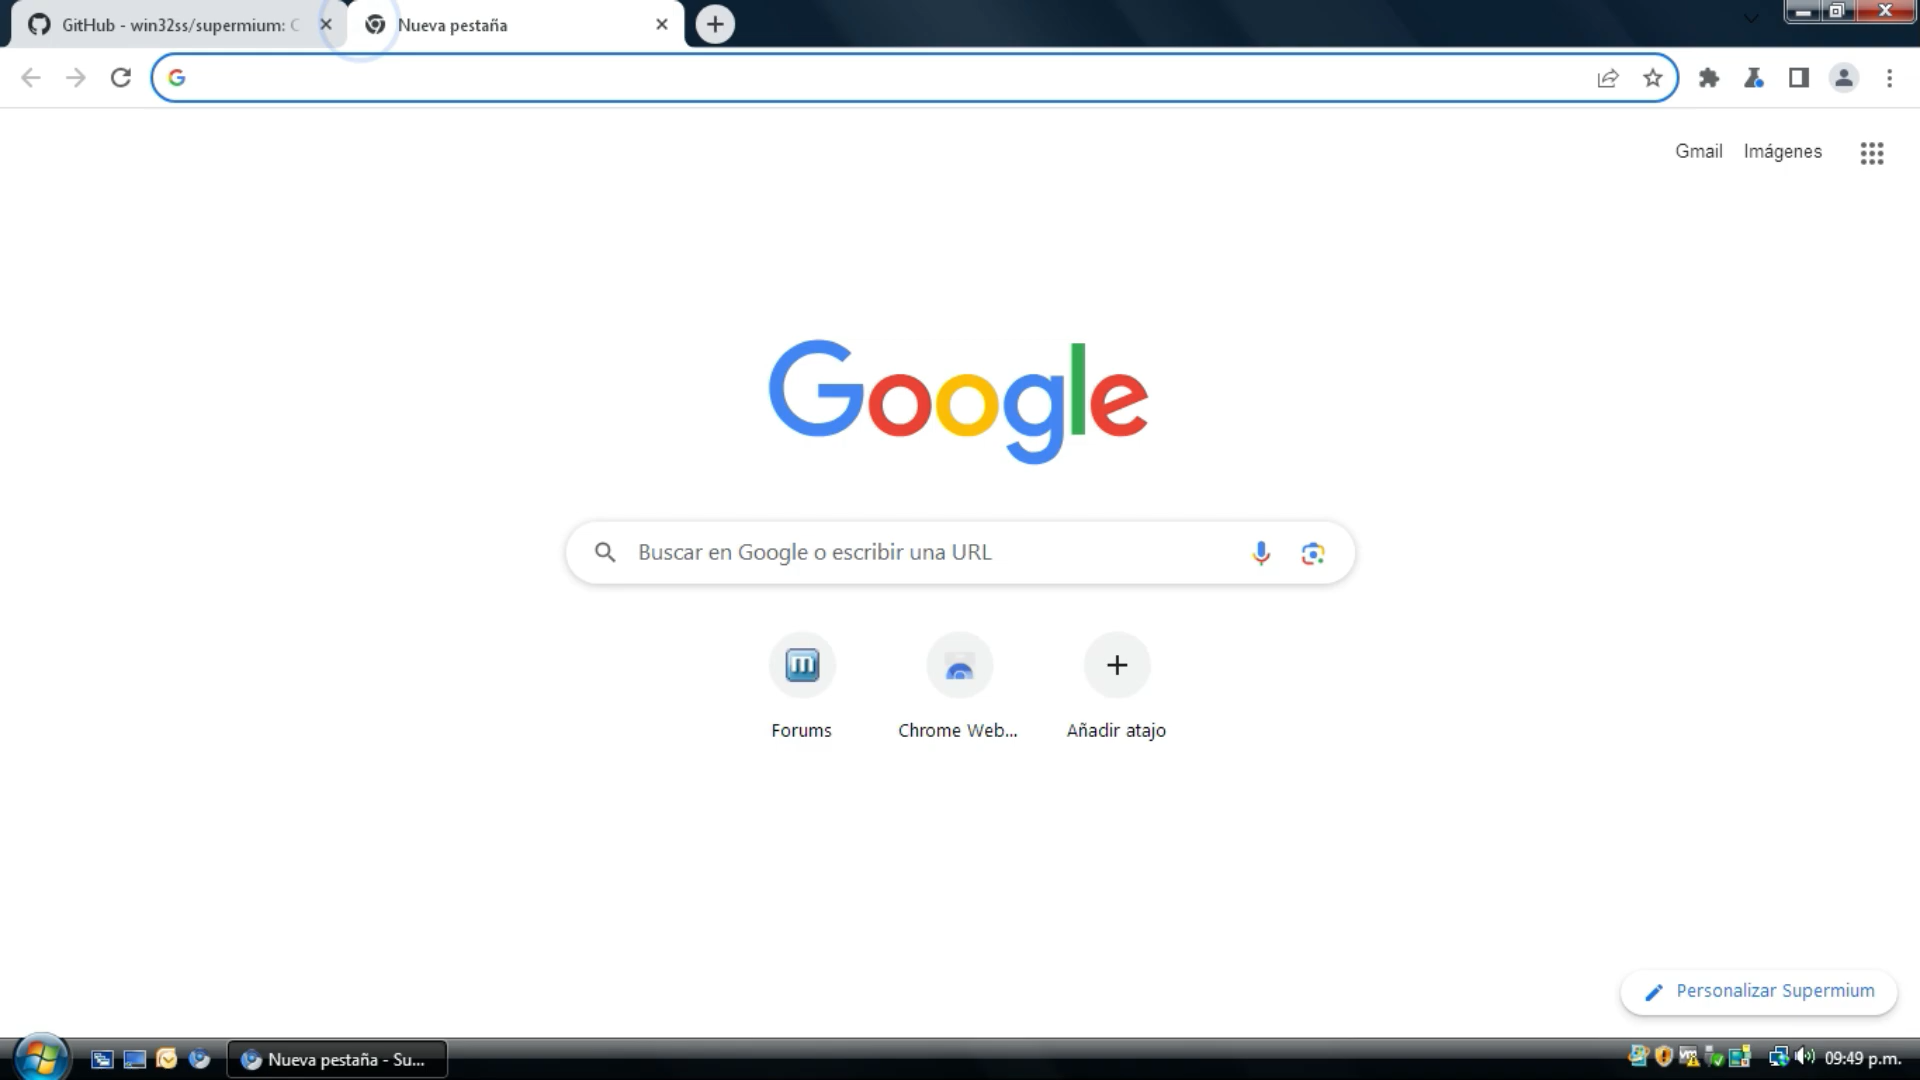 GitHub - win32ss/supermium: C
Nueva pestaña
Gmail
Imágenes
Google
Buscar en Google o escribir una URL
Forums
Chrome Web...
Añadir atajo
Personalizar Supermium
Nueva pestaña - Su...
09:49 p.m.